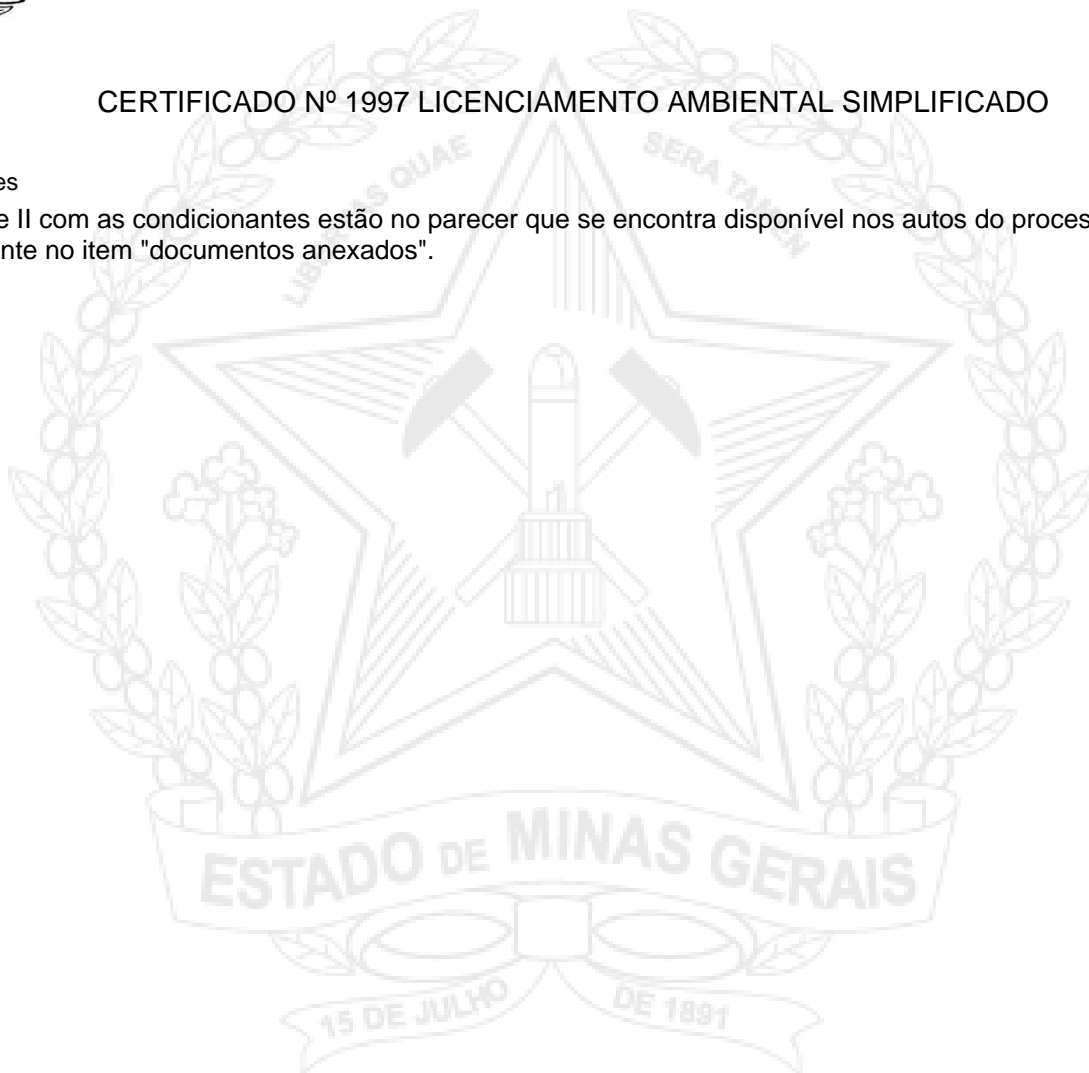 CERTIFICADO Nº 1997 LICENCIAMENTO AMBIENTAL SIMPLIFICADO
LIBERTAS QUAE SERA TAMEN
es
e II com as condicionantes estão no parecer que se encontra disponível nos autos do proces
nte no item "documentos anexados".
ESTADO DE MINAS GERAIS
15 DE JULHO DE 1891